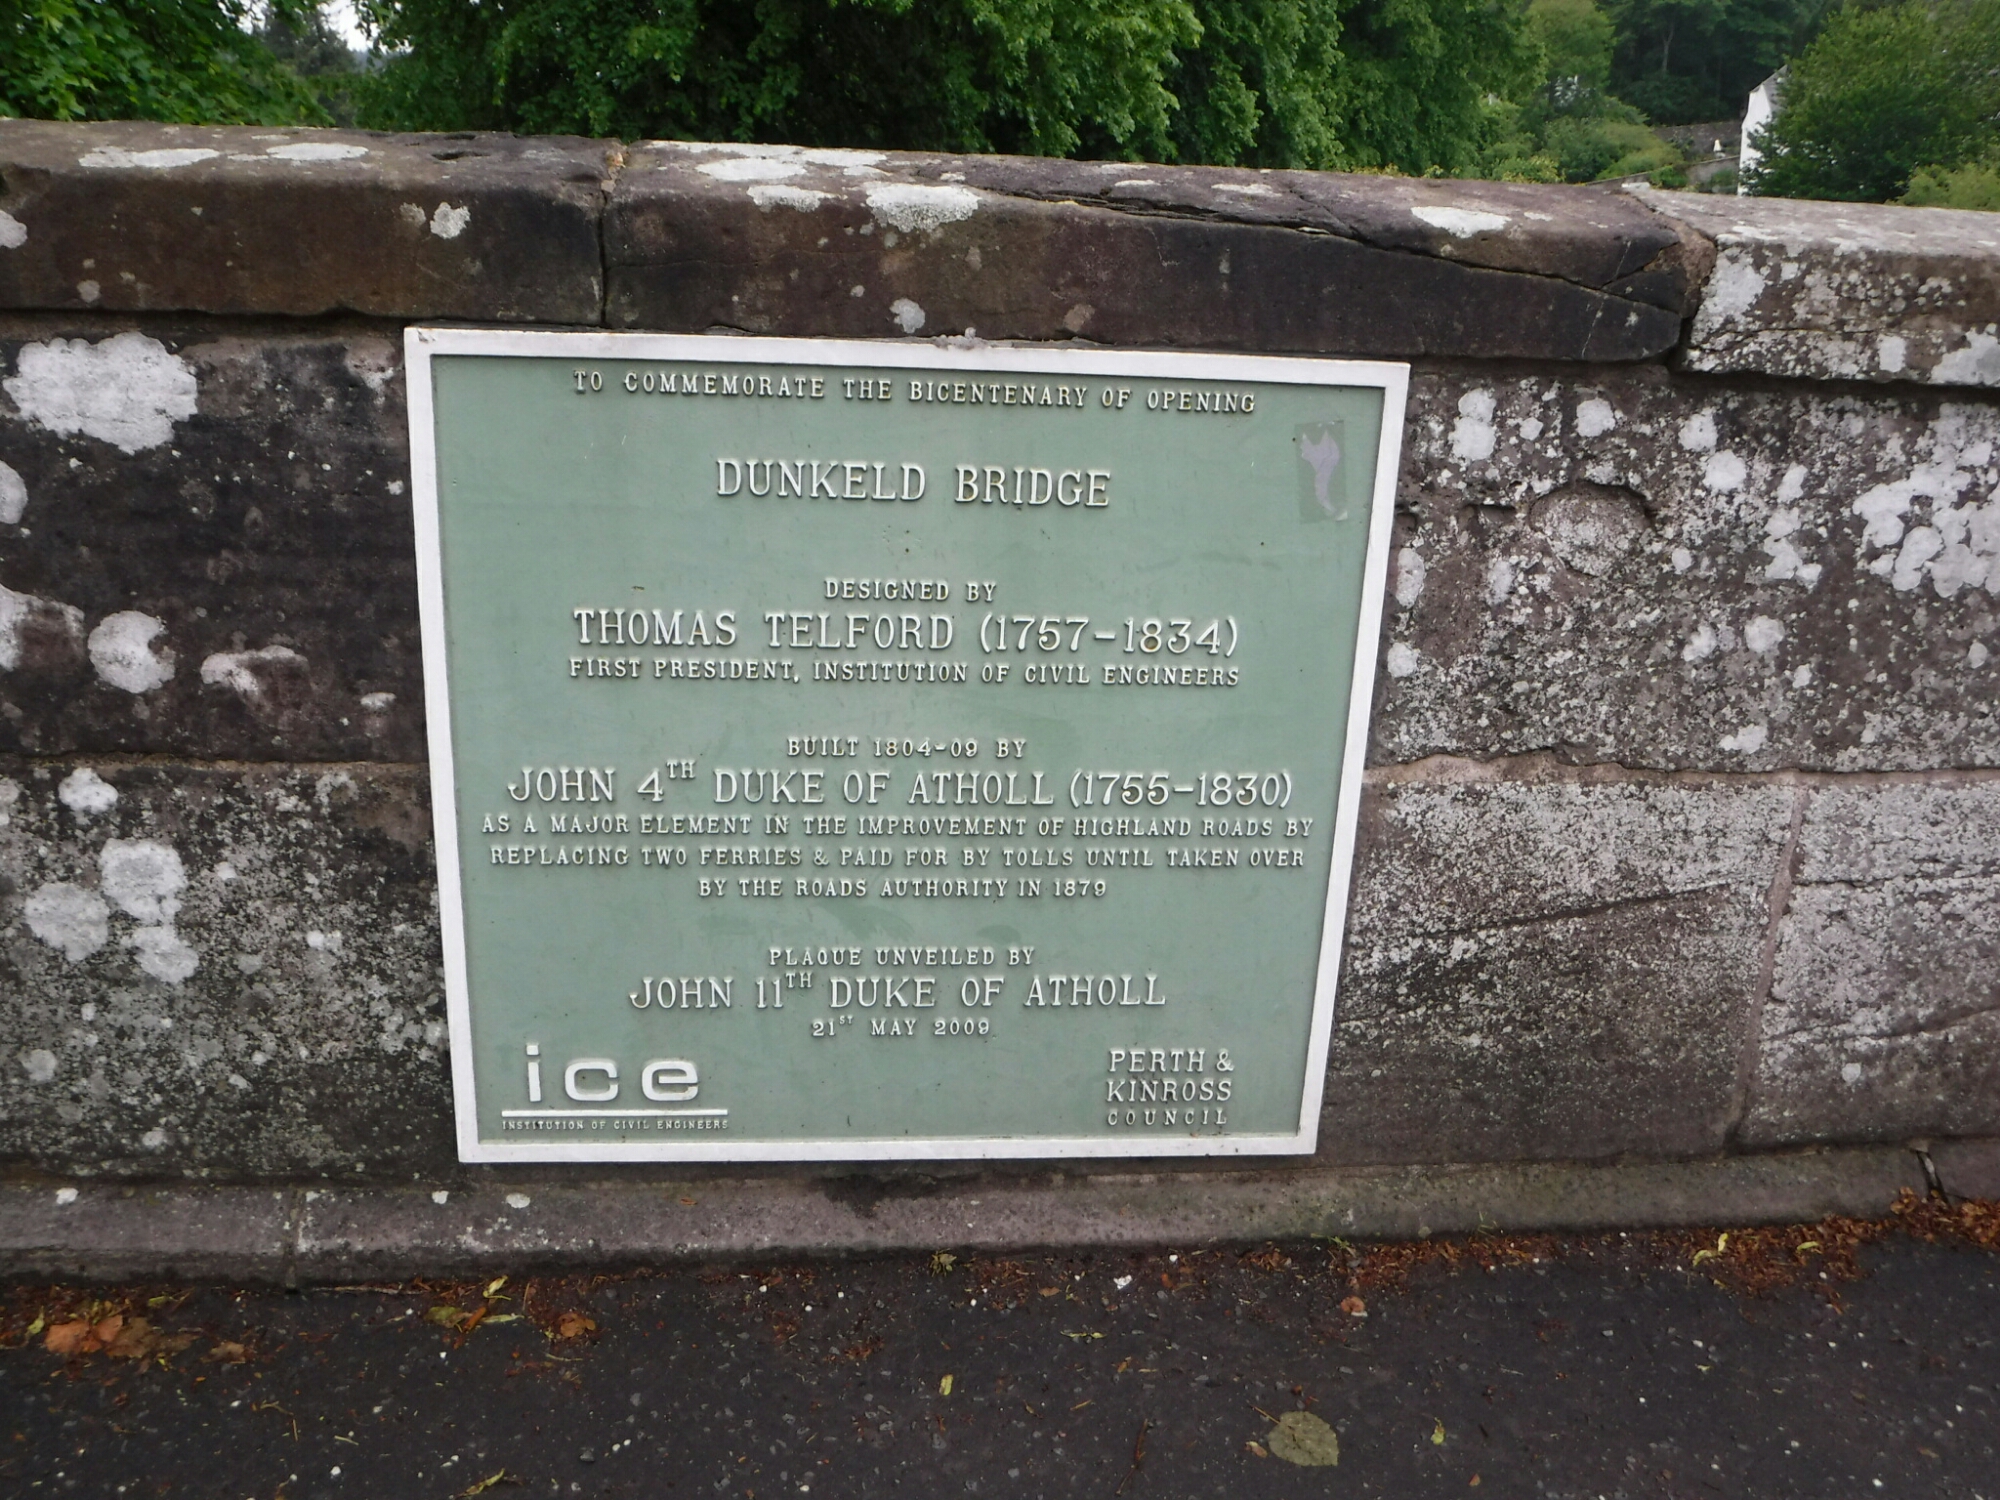 TO COMMEMORATE THE BICENTENARY OF OPENING
DUNKELD BRIDGE
DESIGNED BY
THOMAS TELFORD (1757-1834)
FIRST PRESIDENT, INSTITUTION OF CIVIL ENGINEERS
BUILT 1804-09 BY
JOHN 4TH DUKE OF ATHOLL (1755-1830)
AS A MAJOR ELEMENT IN THE IMPROVEMENT OF HIGHLAND ROADS BY
REPLACING TWO FERRIES & PAID FOR BY TOLLS UNTIL TAKEN OVER
BY THE ROADS AUTHORITY IN 1879
PLAQUE UNVEILED BY
JOHN 11TH DUKE OF ATHOLL
21ST MAY 2009
ice
INSTITUTION OF CIVIL ENGINEERS
PERTH &
KINROSS
COUNCIL